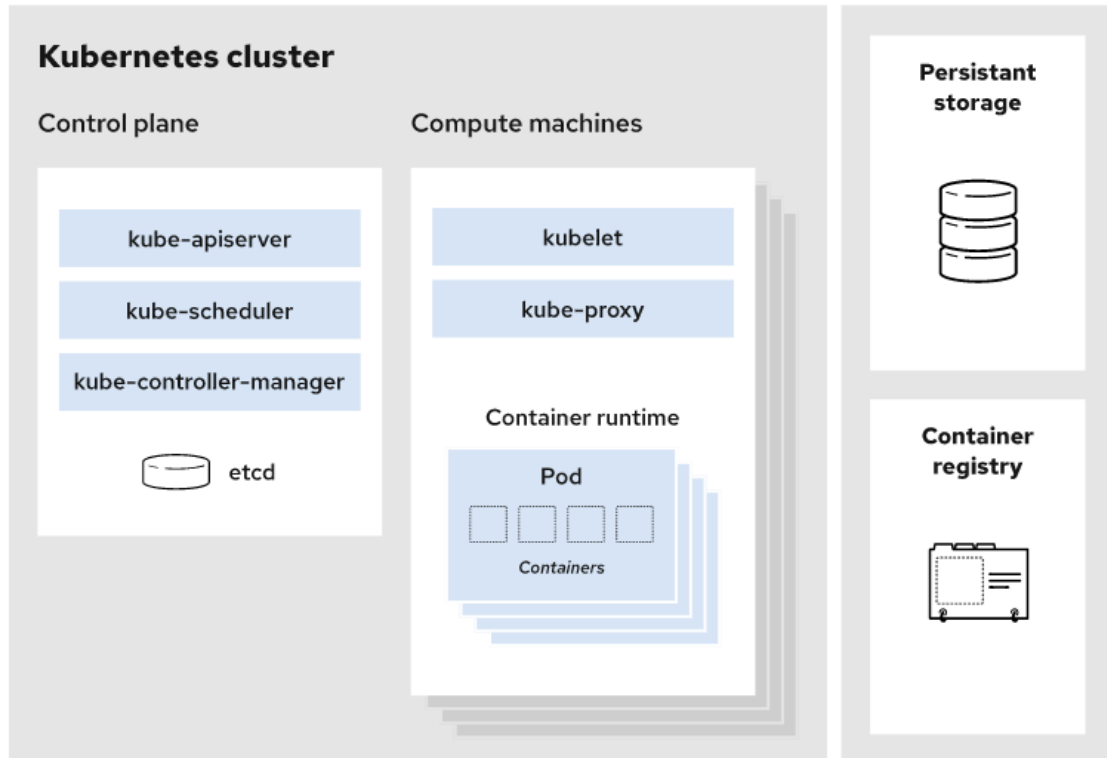 Kubernetes cluster
Control plane
kube-apiserver
kube-scheduler
kube-controller-manager
etcd
Compute machines
kubelet
kube-proxy
Container runtime
Pod
Containers
Persistant
storage
Container
registry